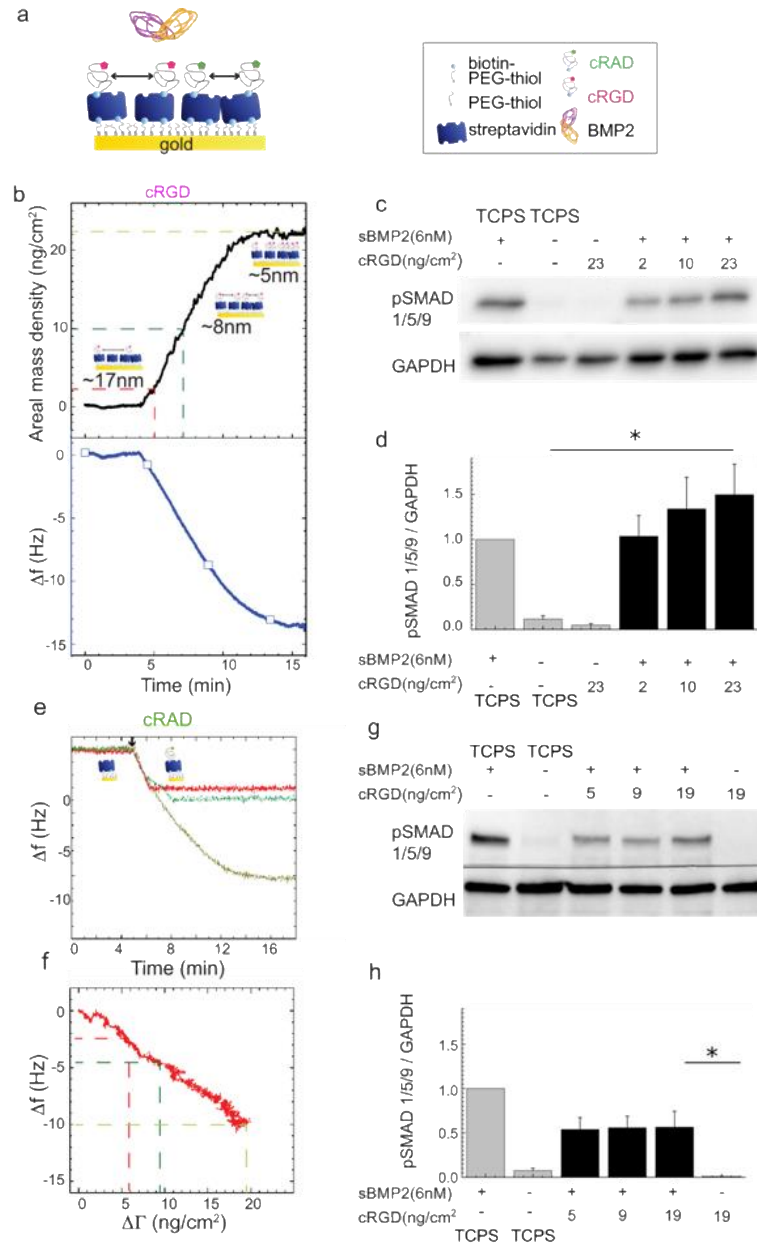 a
biotin-
PEG-thiol
PEG-thiol
streptavidin
cRAD
cRGD
BMP2
gold
b
cRGD
Areal mass density (ng/cm²)
20
10
0
~5nm
~8nm
~17nm
Δf (Hz)
0
-5
-10
-15
0 5 10 15
Time (min)
c
TCPS TCPS
sBMP2(6nM) + - - + + +
cRGD(ng/cm²) - - 23 2 10 23
pSMAD
1/5/9
GAPDH
d
*
pSMAD 1/5/9 / GAPDH
1.5
1.0
0.5
0.0
sBMP2(6nM) + - - + + +
cRGD(ng/cm²) - - 23 2 10 23
TCPS TCPS
e
cRAD
Δf (Hz)
0
-5
-10
0 4 8 12 16
Time (min)
f
Δf (Hz)
0
-5
-10
-15
0 5 10 15 20
ΔΓ (ng/cm²)
g
TCPS TCPS
sBMP2(6nM) + - + + + -
cRGD(ng/cm²) - - 5 9 19 19
pSMAD
1/5/9
GAPDH
h
*
pSMAD 1/5/9 / GAPDH
1.5
1.0
0.5
0.0
sBMP2(6nM) + - + + + -
cRGD(ng/cm² - - 5 9 19 19
TCPS TCPS